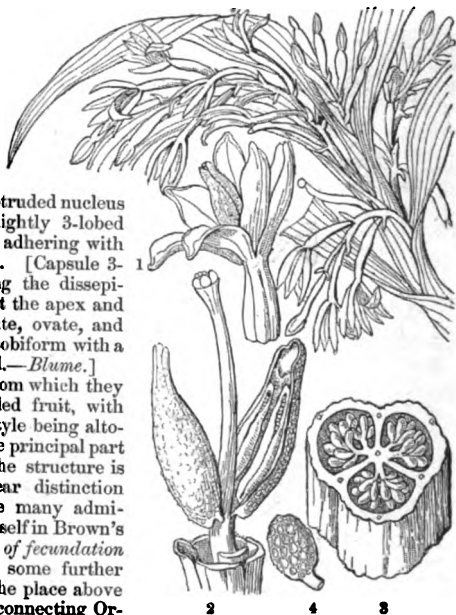 truded nucleus
lightly 3-lobed
adhering with
. [Capsule 3-
g the dissepi-
t the apex and
te, ovate, and
obiform with a
l.—Blume.]
om which they
led fruit, with
tyle being alto-
e principal part
he structure is
ear distinction
e many admi-
self in Brown's
of fecundation
some further
he place above
connecting Or-
1
2 4 3